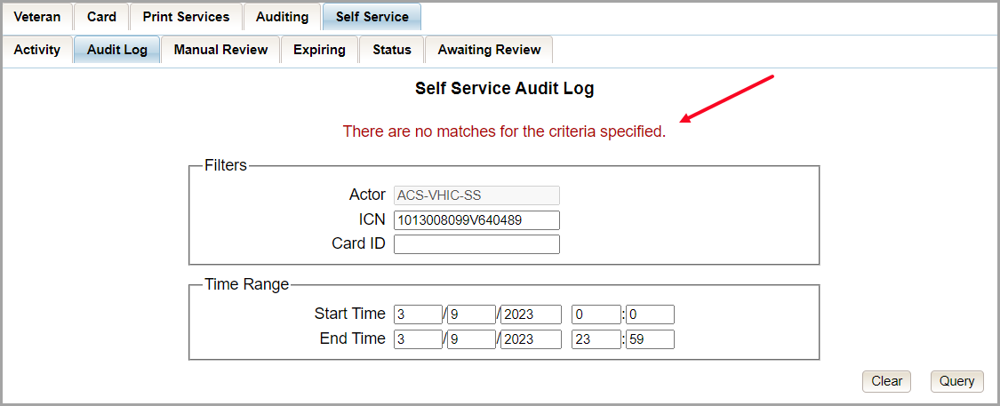 Veteran Card Print Services Auditing Self Service
Activity Audit Log Manual Review Expiring Status Awaiting Review
Self Service Audit Log
There are no matches for the criteria specified.
Filters
Actor ACS-VHIC-SS
ICN 1013008099V640489
Card ID
Time Range
Start Time 3 / 9 / 2023 0 : 0
End Time 3 / 9 / 2023 23 : 59
Clear Query